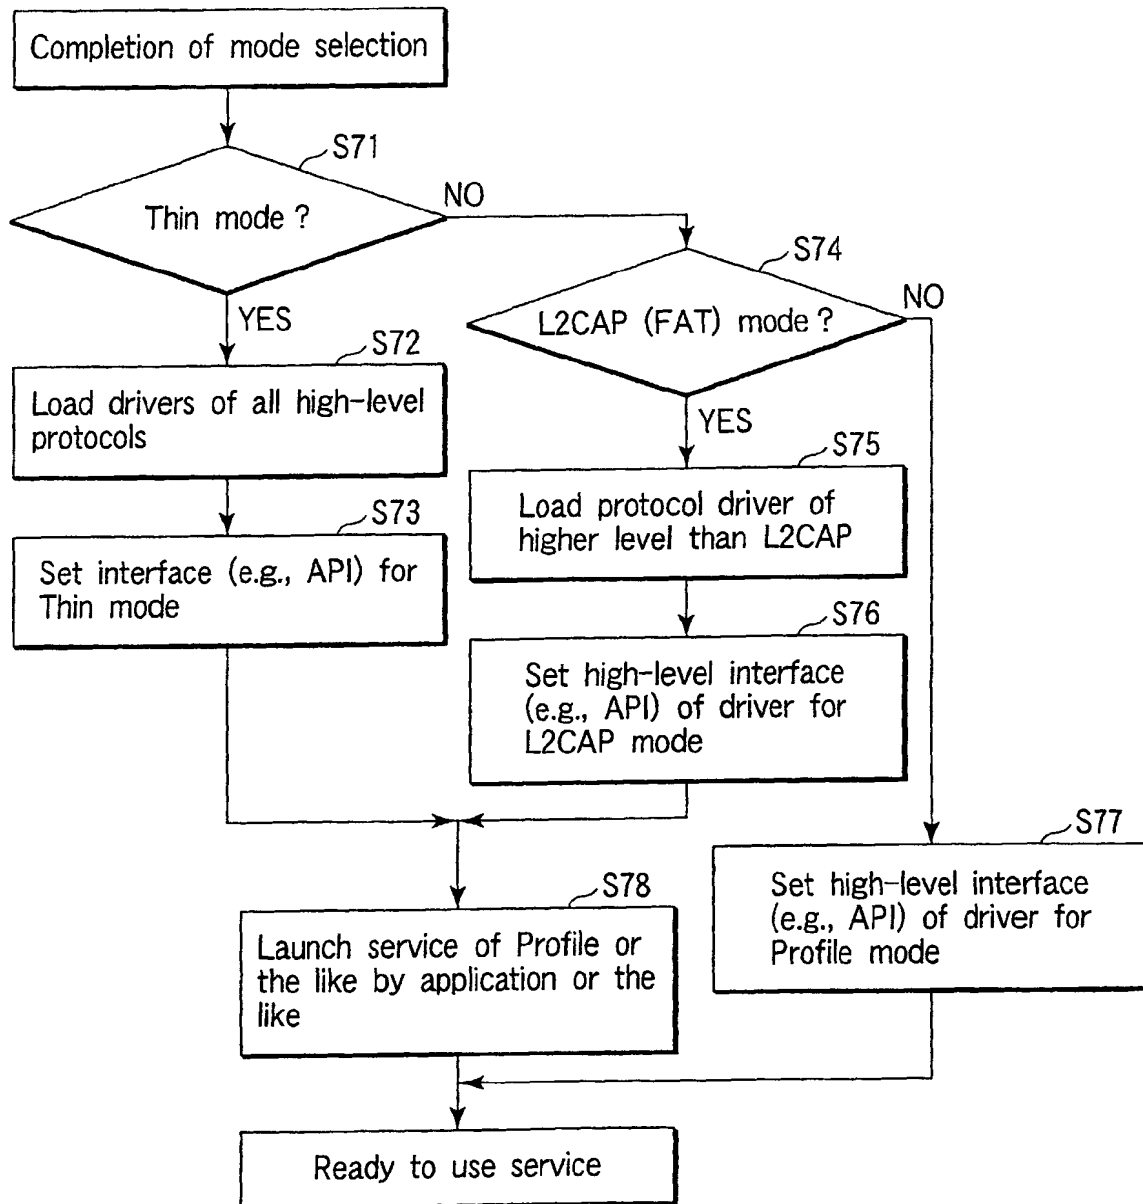 Completion of mode selection
S71
Thin mode ?
NO
YES
S72
Load drivers of all high-level
protocols
S73
Set interface (e.g., API) for
Thin mode
S74
L2CAP (FAT) mode ?
NO
YES
S75
Load protocol driver of
higher level than L2CAP
S76
Set high-level interface
(e.g., API) of driver for
L2CAP mode
S77
Set high-level interface
(e.g., API) of driver for
Profile mode
S78
Launch service of Profile or
the like by application or the
like
Ready to use service